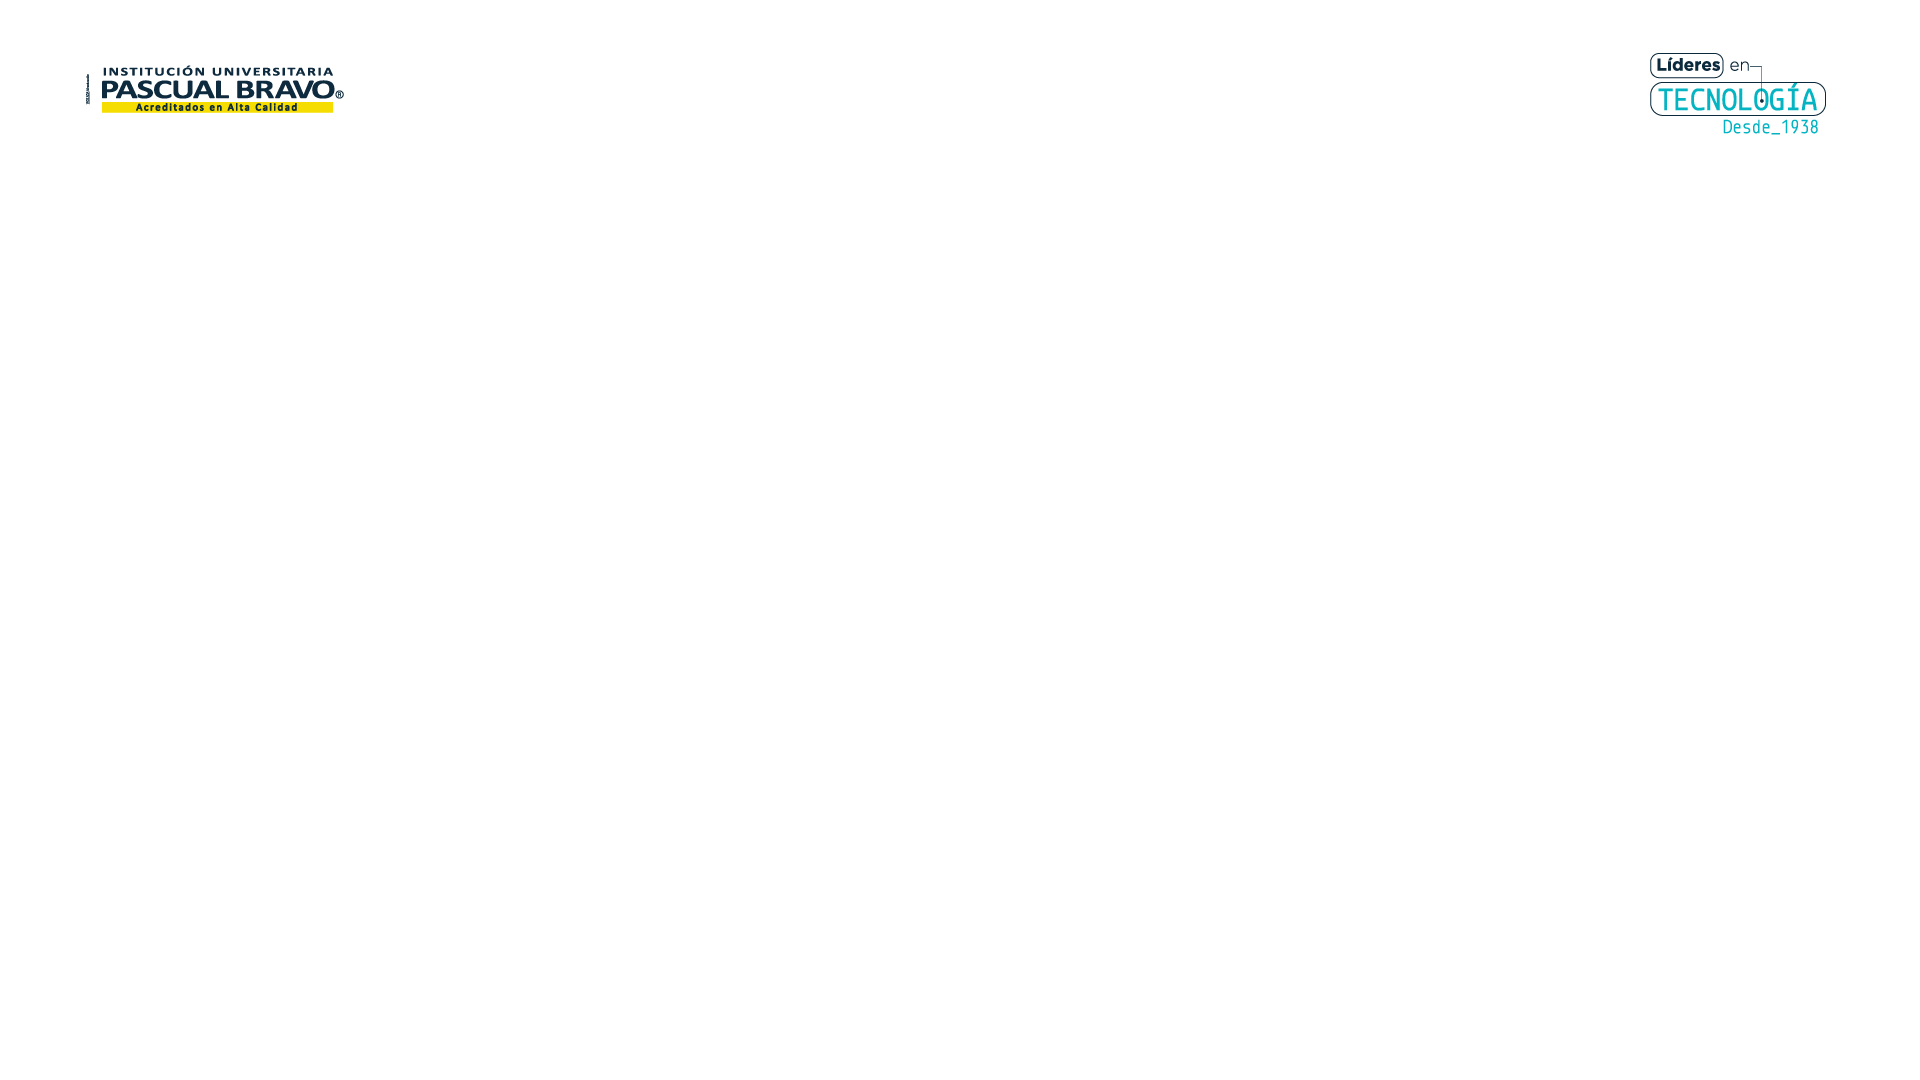 INSTITUCIÓN UNIVERSITARIA
PASCUAL BRAVO®
Acreditados en Alta Calidad
Líderes en
TECNOLOGÍA
Desde_1938